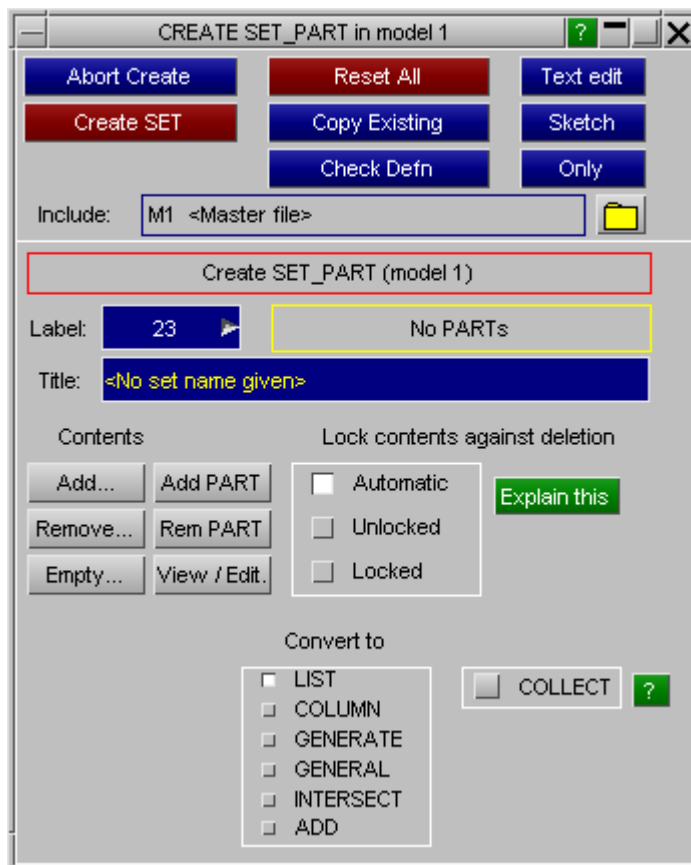 CREATE SET_PART in model 1 ?
Abort Create Reset All Text edit
Create SET Copy Existing Sketch
Check Defn Only
Include: M1 <Master file>
Create SET_PART (model 1)
Label: 23 No PARTs
Title: <No set name given>
Contents Lock contents against deletion
Add... Add PART Automatic Explain this
Remove... Rem PART Unlocked
Empty... View / Edit. Locked
Convert to
LIST COLLECT ?
COLUMN
GENERATE
GENERAL
INTERSECT
ADD